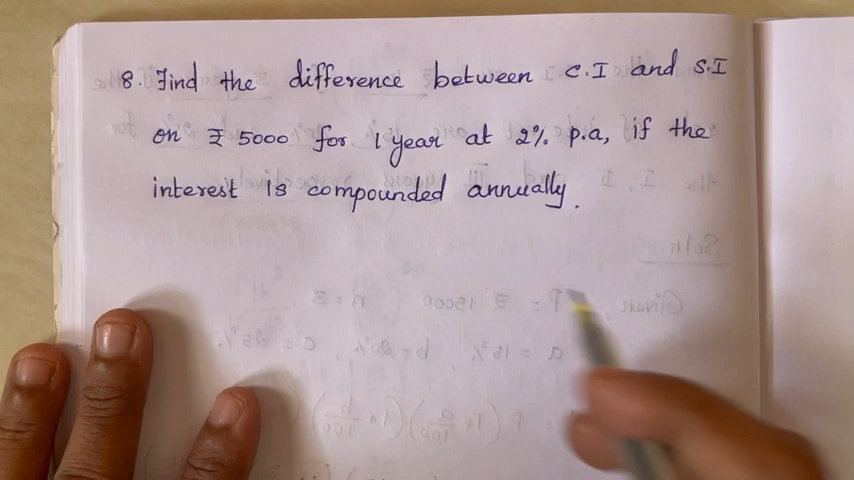 8. Find the difference between C.I and S.I
on ₹ 5000 for 1 year at 2% p.a, if the
interest is compounded annually.